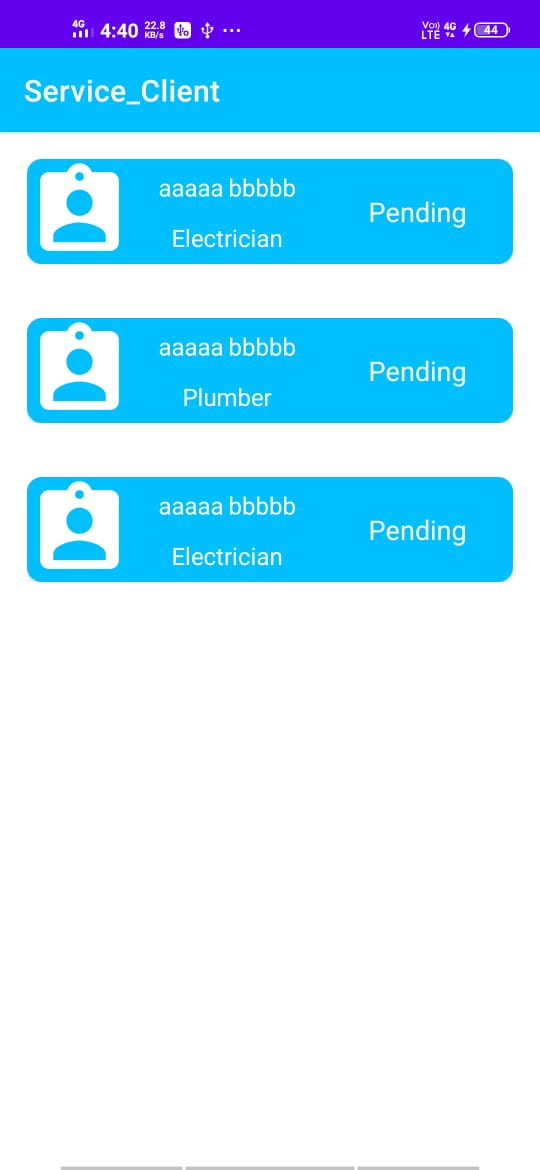 4G 4:40 22.8 KB/s ... Vo)) LTE 4G 44
Service_Client
aaaaa bbbbb
Electrician
Pending
aaaaa bbbbb
Plumber
Pending
aaaaa bbbbb
Electrician
Pending